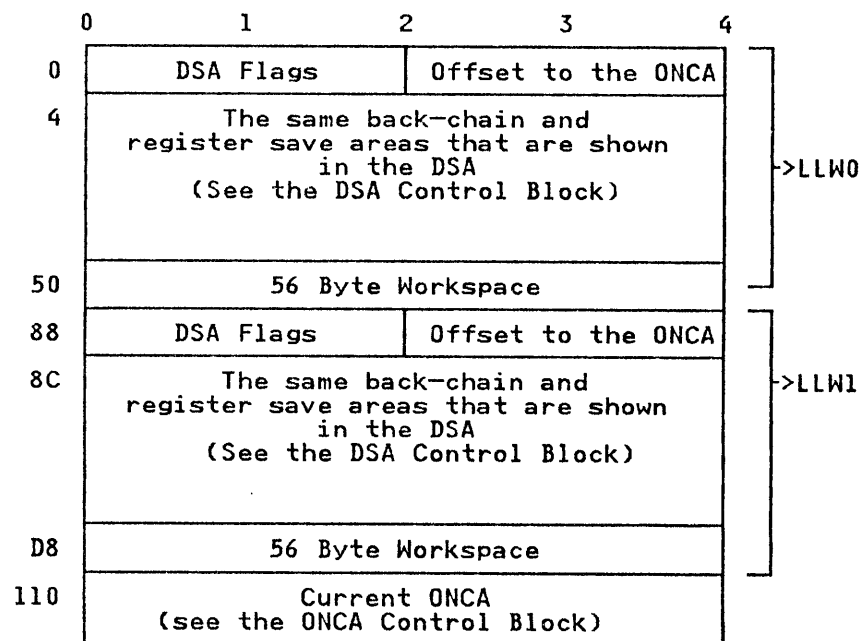 0 1 2 3 4
0 DSA Flags Offset to the ONCA
4 The same back-chain and
register save areas that are shown
in the DSA
>LLW0
(See the DSA Control Block)
50 56 Byte Workspace
88 DSA Flags Offset to the ONCA
8C The same back-chain and
>LLW1
register save areas that are shown
in the DSA
(See the DSA Control Block)
D8 56 Byte Workspace
110 Current ONCA
(see the ONCA Control Block)